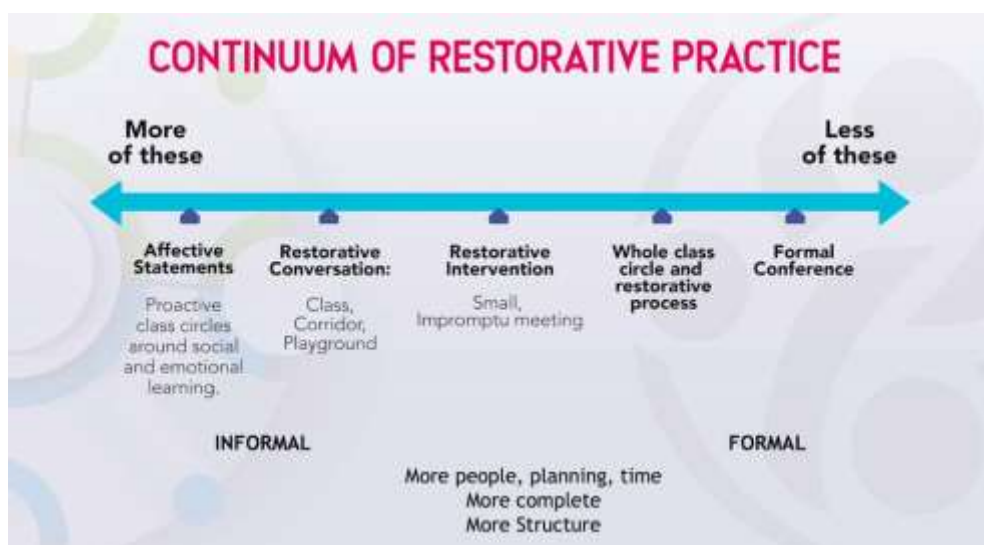 CONTINUUM OF RESTORATIVE PRACTICE
More
of these
Less
of these
Affective
Statements
Proactive
class circles
around social
and emotional
learning.
Restorative
Conversation:
Class,
Corridor,
Playground
Restorative
Intervention
Small,
Impromptu meeting
Whole class
circle and
restorative
process
Formal
Conference
INFORMAL
FORMAL
More people, planning, time
More complete
More Structure